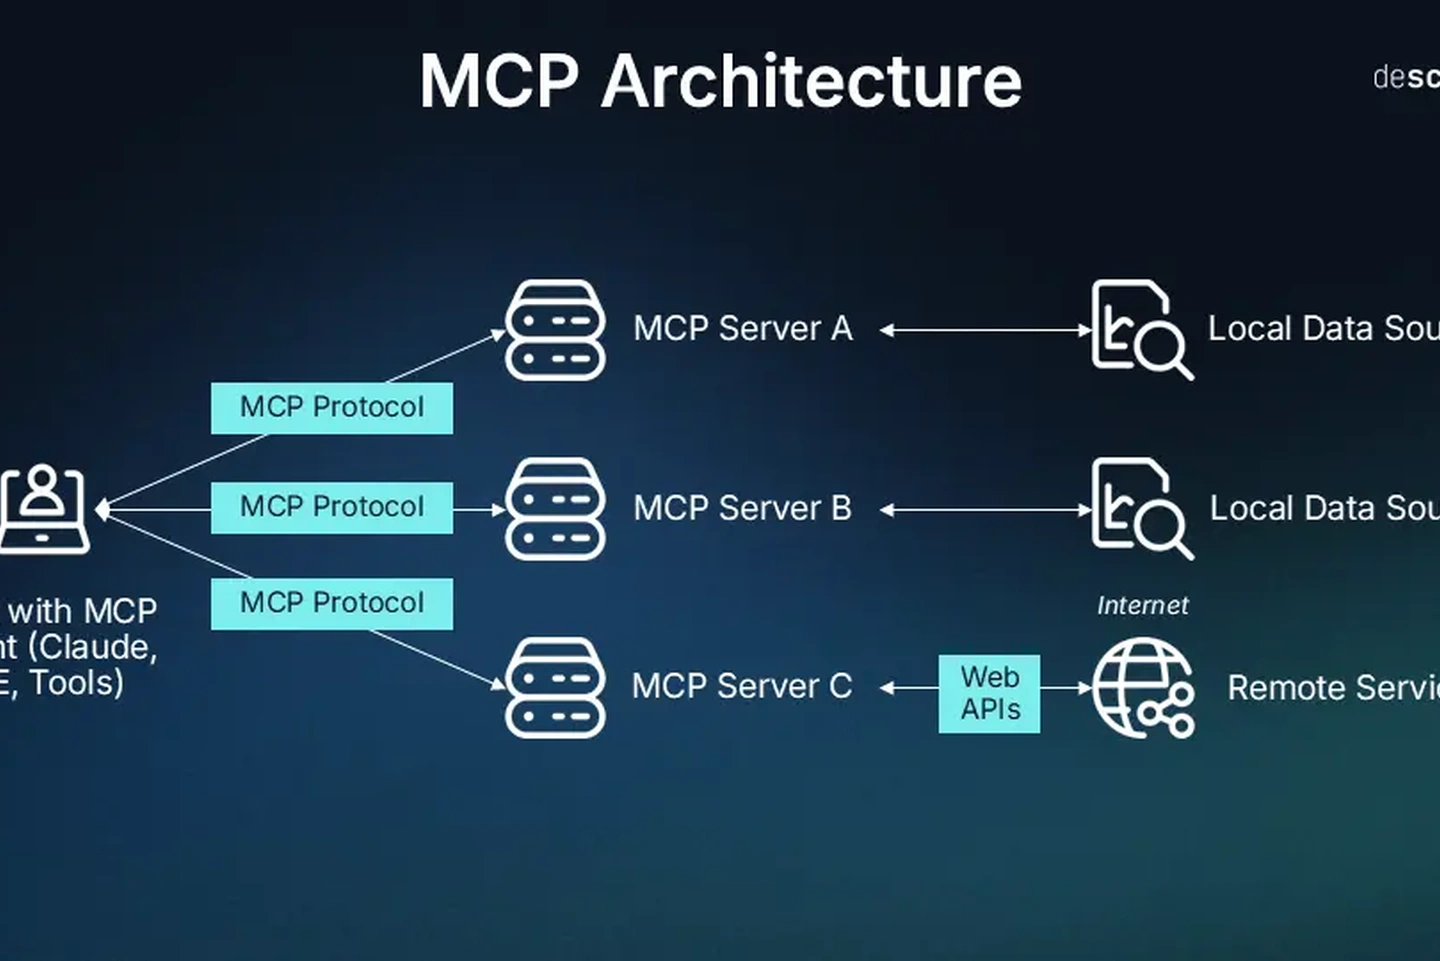 MCP Architecture
desc
MCP Server A
Local Data Sou
MCP Protocol
MCP Protocol
MCP Server B
Local Data Sou
MCP Protocol
with MCP
nt (Claude,
E, Tools)
Internet
MCP Server C
Web
APIs
Remote Servic